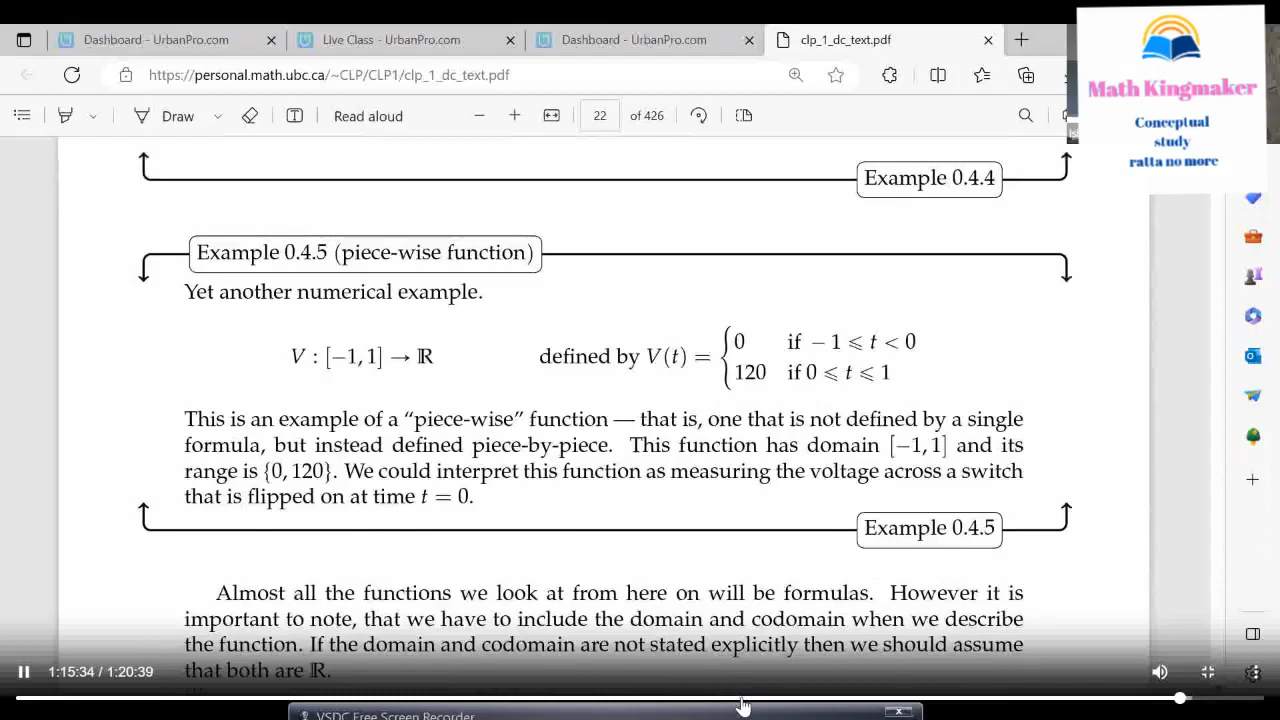 Dashboard - UrbanPro.com
Live Class - UrbanPro.com
Dashboard - UrbanPro.com
clp_1_dc_text.pdf
https://personal.math.ubc.ca/~CLP/CLP1/clp_1_dc_text.pdf
Draw
Read aloud
22
of 426
Math Kingmaker
Conceptual
study
ratta no more
Example 0.4.4
Example 0.4.5 (piece-wise function)
Yet another numerical example.
V : [−1, 1] → ℝ defined by V(t) = {0 if − 1 ⩽ t < 0
120 if 0 ⩽ t ⩽ 1
This is an example of a “piece-wise” function — that is, one that is not defined by a single
formula, but instead defined piece-by-piece. This function has domain [−1, 1] and its
range is {0, 120}. We could interpret this function as measuring the voltage across a switch
that is flipped on at time t = 0.
Example 0.4.5
Almost all the functions we look at from here on will be formulas. However it is
important to note, that we have to include the domain and codomain when we describe
the function. If the domain and codomain are not stated explicitly then we should assume
that both are ℝ.
1:15:34 / 1:20:39
VSDC Free Screen Recorder